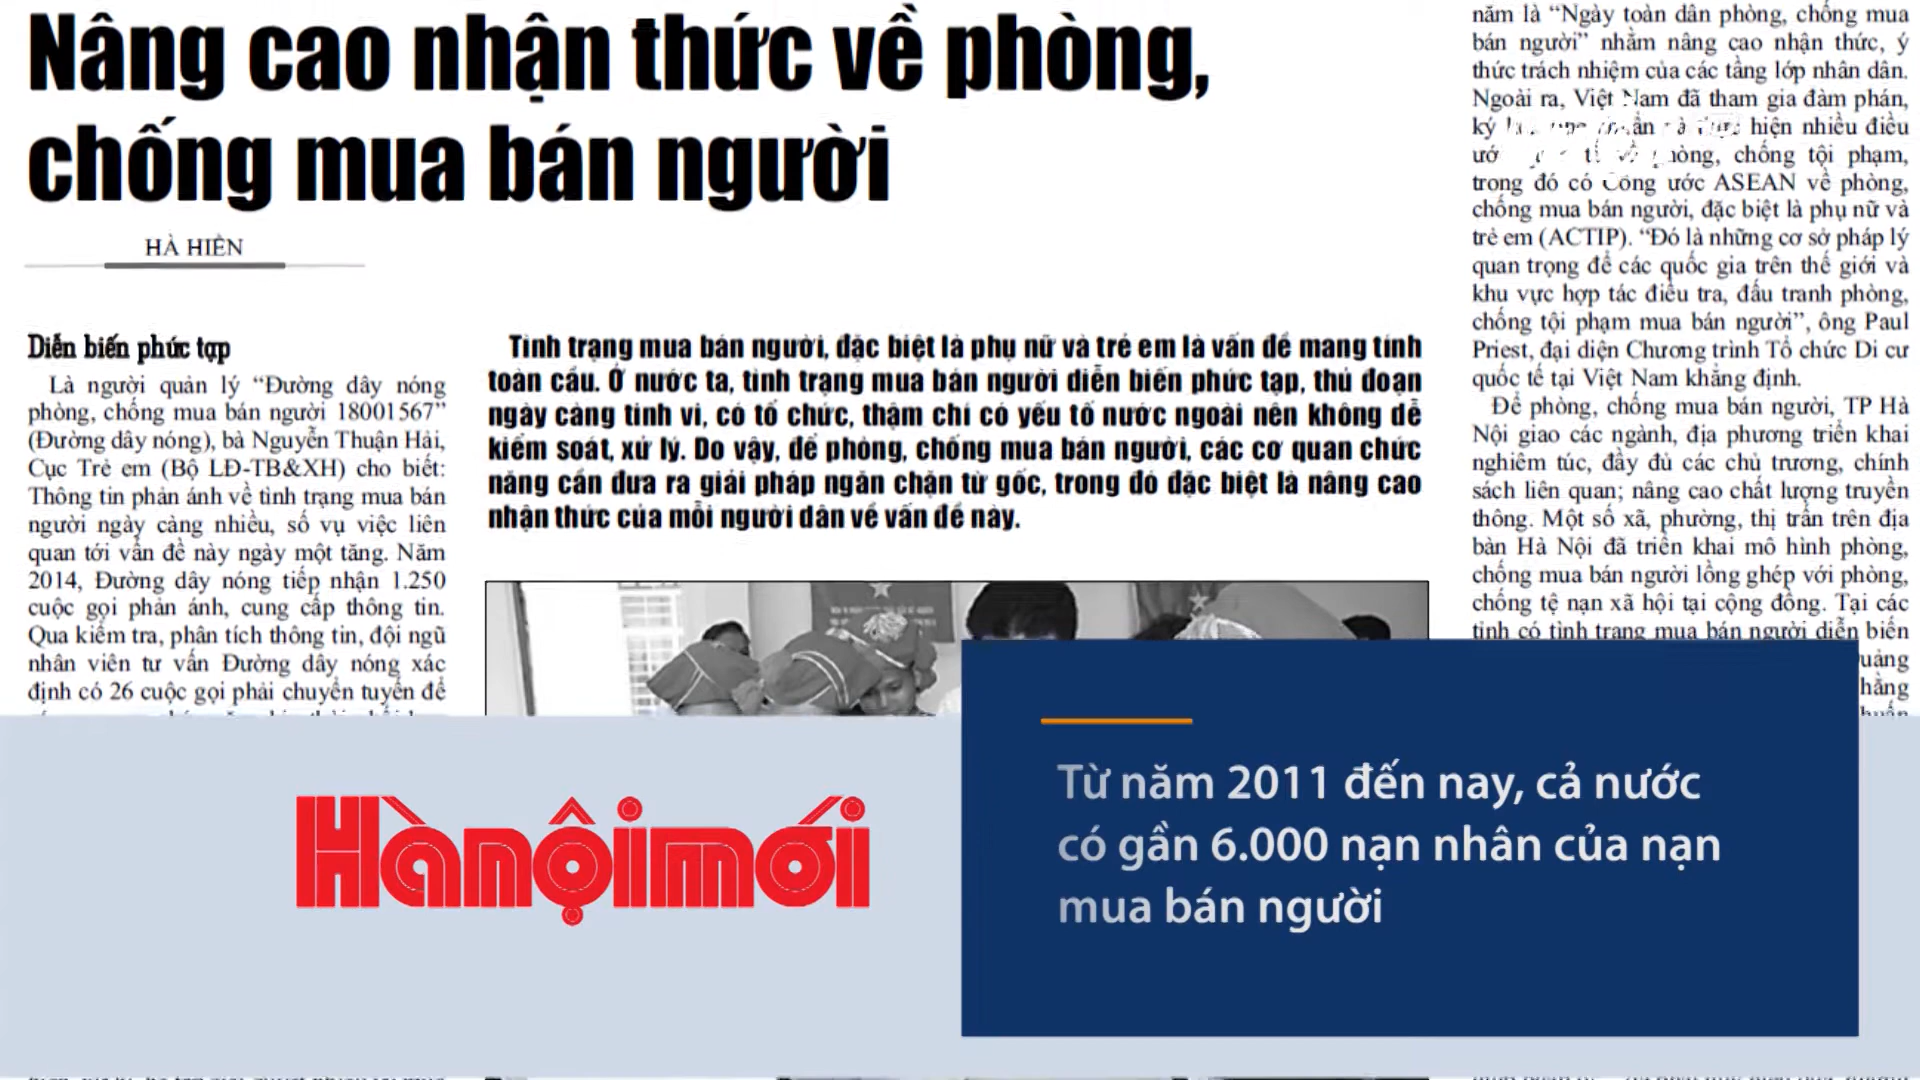 Nâng cao nhận thức về phòng,
chống mua bán người
HÀ HIỀN
Diễn biến phức tạp
Là người quản lý “Đường dây nóng
phòng, chống mua bán người 18001567”
(Đường dây nóng), bà Nguyễn Thuận Hải,
Cục Trẻ em (Bộ LĐ-TB&XH) cho biết:
Thông tin phản ánh về tình trạng mua bán
người ngày càng nhiều, số vụ việc liên
quan tới vấn đề này ngày một tăng. Năm
2014, Đường dây nóng tiếp nhận 1.250
cuộc gọi phản ánh, cung cấp thông tin.
Qua kiểm tra, phân tích thông tin, đội ngũ
nhân viên tư vấn Đường dây nóng xác
định có 26 cuộc gọi phải chuyển tuyến để
Tình trạng mua bán người, đặc biệt là phụ nữ và trẻ em là vấn đề mang tính
toàn cầu. Ở nước ta, tình trạng mua bán người diễn biến phức tạp, thủ đoạn
ngày càng tinh vi, có tổ chức, thậm chí có yếu tố nước ngoài nên không dễ
kiểm soát, xử lý. Do vậy, để phòng, chống mua bán người, các cơ quan chức
năng cần đưa ra giải pháp ngăn chặn từ gốc, trong đó đặc biệt là nâng cao
nhận thức của mỗi người dân về vấn đề này.
năm là “Ngày toàn dân phòng, chống mua
bán người” nhằm nâng cao nhận thức, ý
thức trách nhiệm của các tầng lớp nhân dân.
Ngoài ra, Việt Nam đã tham gia đàm phán,
ký hiện nhiều điều
chống tội phạm,
trong đó có Công ước ASEAN về phòng,
chống mua bán người, đặc biệt là phụ nữ và
trẻ em (ACTIP). “Đó là những cơ sở pháp lý
quan trọng để các quốc gia trên thế giới và
khu vực hợp tác điều tra, đấu tranh phòng,
chống tội phạm mua bán người”, ông Paul
Priest, đại diện Chương trình Tổ chức Di cư
quốc tế tại Việt Nam khẳng định.
Để phòng, chống mua bán người, TP Hà
Nội giao các ngành, địa phương triển khai
nghiêm túc, đầy đủ các chủ trương, chính
sách liên quan; nâng cao chất lượng truyền
thông. Một số xã, phường, thị trấn trên địa
bàn Hà Nội đã triển khai mô hình phòng,
chống mua bán người lồng ghép với phòng,
chống tệ nạn xã hội tại cộng đồng. Tại các
tỉnh có tình trạng mua bán người diễn biến
Hànộimới
Từ năm 2011 đến nay, cả nước
có gần 6.000 nạn nhân của nạn
mua bán người